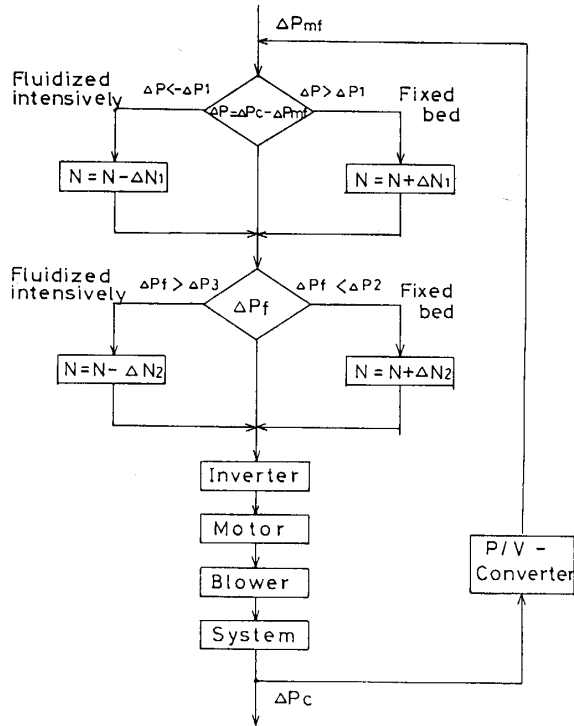 ΔPmf
Fluidized
intensively
ΔP<-ΔP1
ΔP>ΔP1
Fixed
bed
ΔP=ΔPc-ΔPmf
N=N-ΔN1
N=N+ΔN1
Fluidized
intensively
ΔPf>ΔP3
ΔPf<ΔP2
Fixed
bed
ΔPf
N=N-ΔN2
N=N+ΔN2
Inverter
Motor
Blower
System
P/V-
Converter
ΔPc